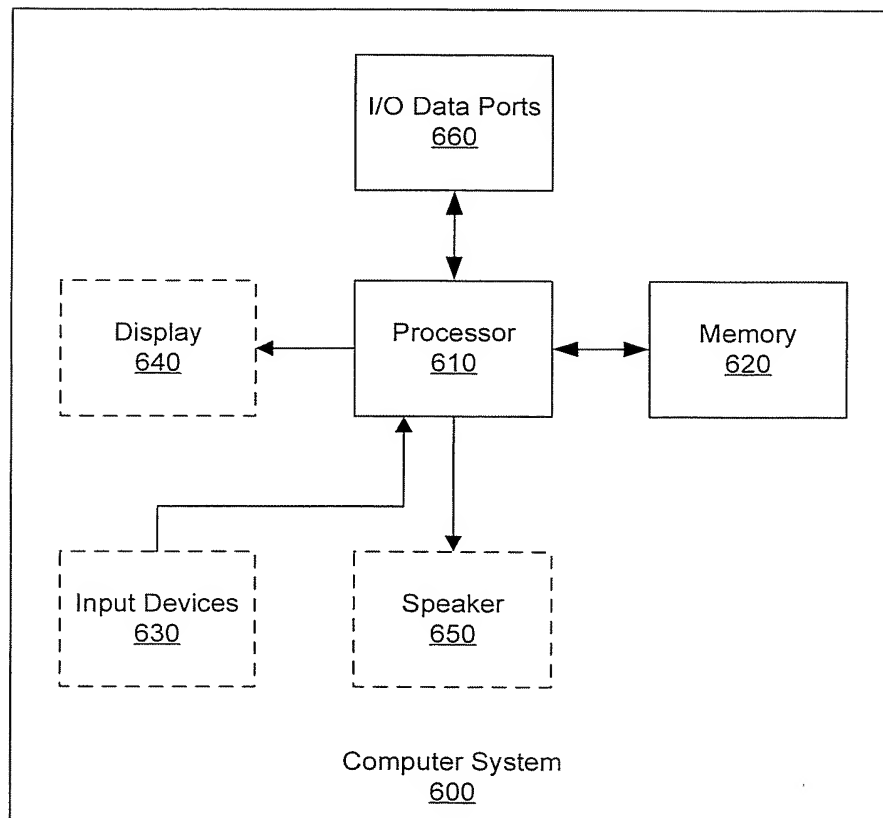 I/O Data Ports
660
Display
640
Processor
610
Memory
620
Input Devices
630
Speaker
650
Computer System
600